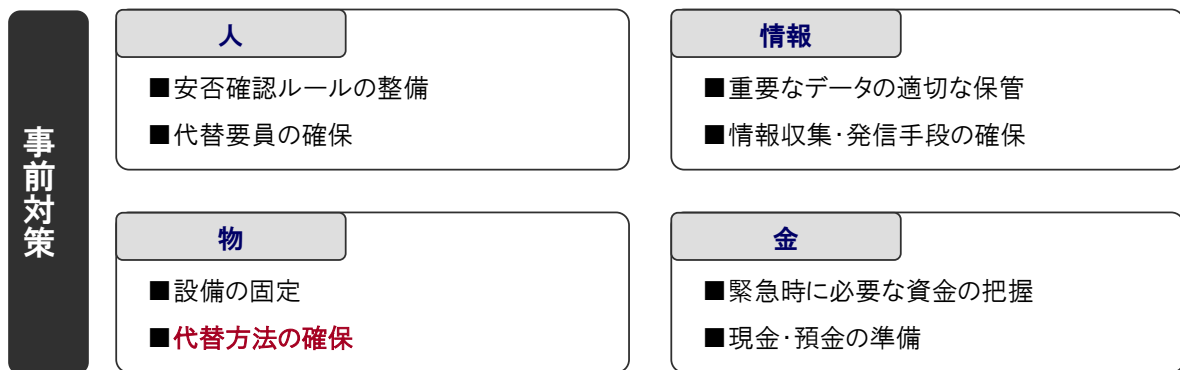 事前対策
人
■安否確認ルールの整備
■代替要員の確保
情報
■重要なデータの適切な保管
■情報収集・発信手段の確保
物
■設備の固定
■代替方法の確保
金
■緊急時に必要な資金の把握
■現金・預金の準備